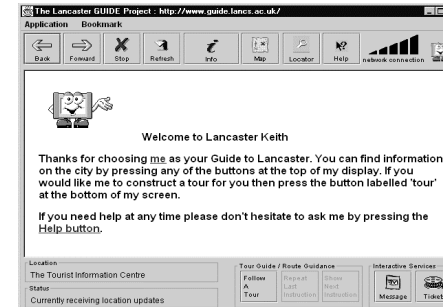 The Lancaster GUIDE Project : http://www.guide.lancs.ac.uk/
Application Bookmark
Back Forward Stop Refresh Info Map Locator Help network connection
Welcome to Lancaster Keith
Thanks for choosing me as your Guide to Lancaster. You can find information
on the city by pressing any of the buttons at the top of my display. If you
would like me to construct a tour for you then press the button labelled 'tour'
at the bottom of my screen.
If you need help at any time please don't hesitate to ask me by pressing the
Help button.
Location
The Tourist Information Centre
Status
Currently receiving location updates
Tour Guide / Route Guidance
Follow
A
Tour
Repeat
Last
Instruction
Show
Next
Instruction
Interactive Services
Message Ticket